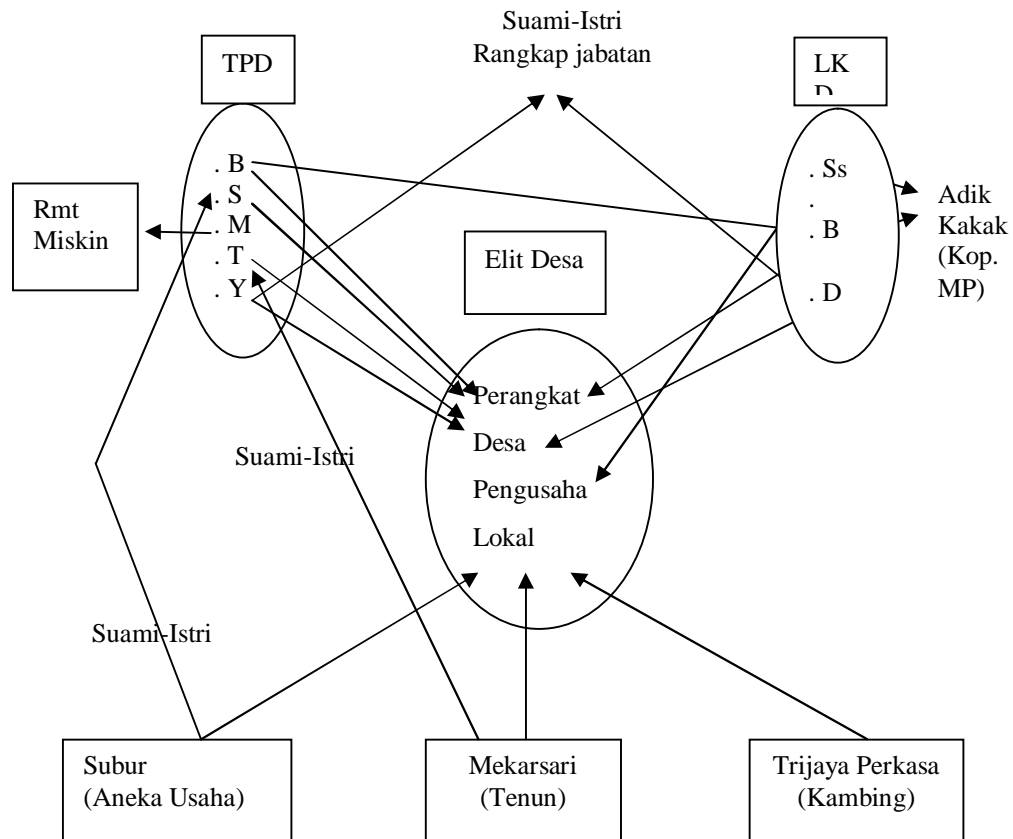 Suami-Istri
Rangkap jabatan
TPD
LK
D
. B
. S
. M
. T
. Y
. Ss
.
. B
. D
Rmt
Miskin
Adik
Kakak
(Kop.
MP)
Elit Desa
Perangkat
Desa
Pengusaha
Lokal
Suami-Istri
Suami-Istri
Subur
(Aneka Usaha)
Mekarsari
(Tenun)
Trijaya Perkasa
(Kambing)